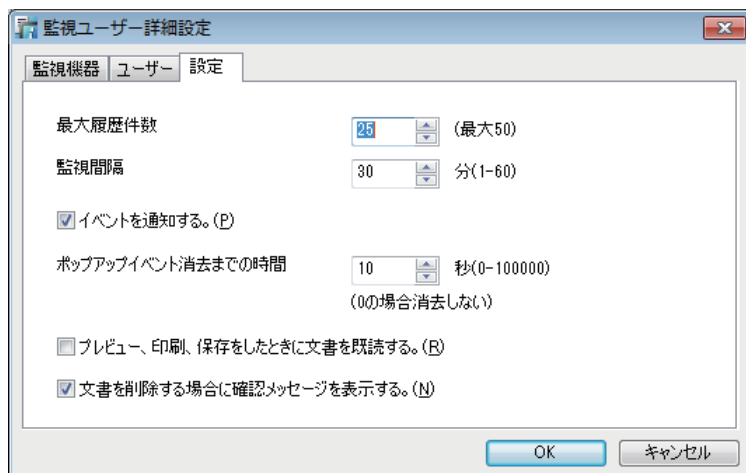 監視ユーザー詳細設定
監視機器 ユーザー 設定
最大履歴件数 25 (最大50)
監視間隔 30 分(1-60)
イベントを通知する。(P)
ポップアップイベント消去までの時間 10 秒(0-100000)
(0の場合消去しない)
プレビュー、印刷、保存をしたときに文書を既読する。(R)
文書を削除する場合に確認メッセージを表示する。(N)
OK キャンセル